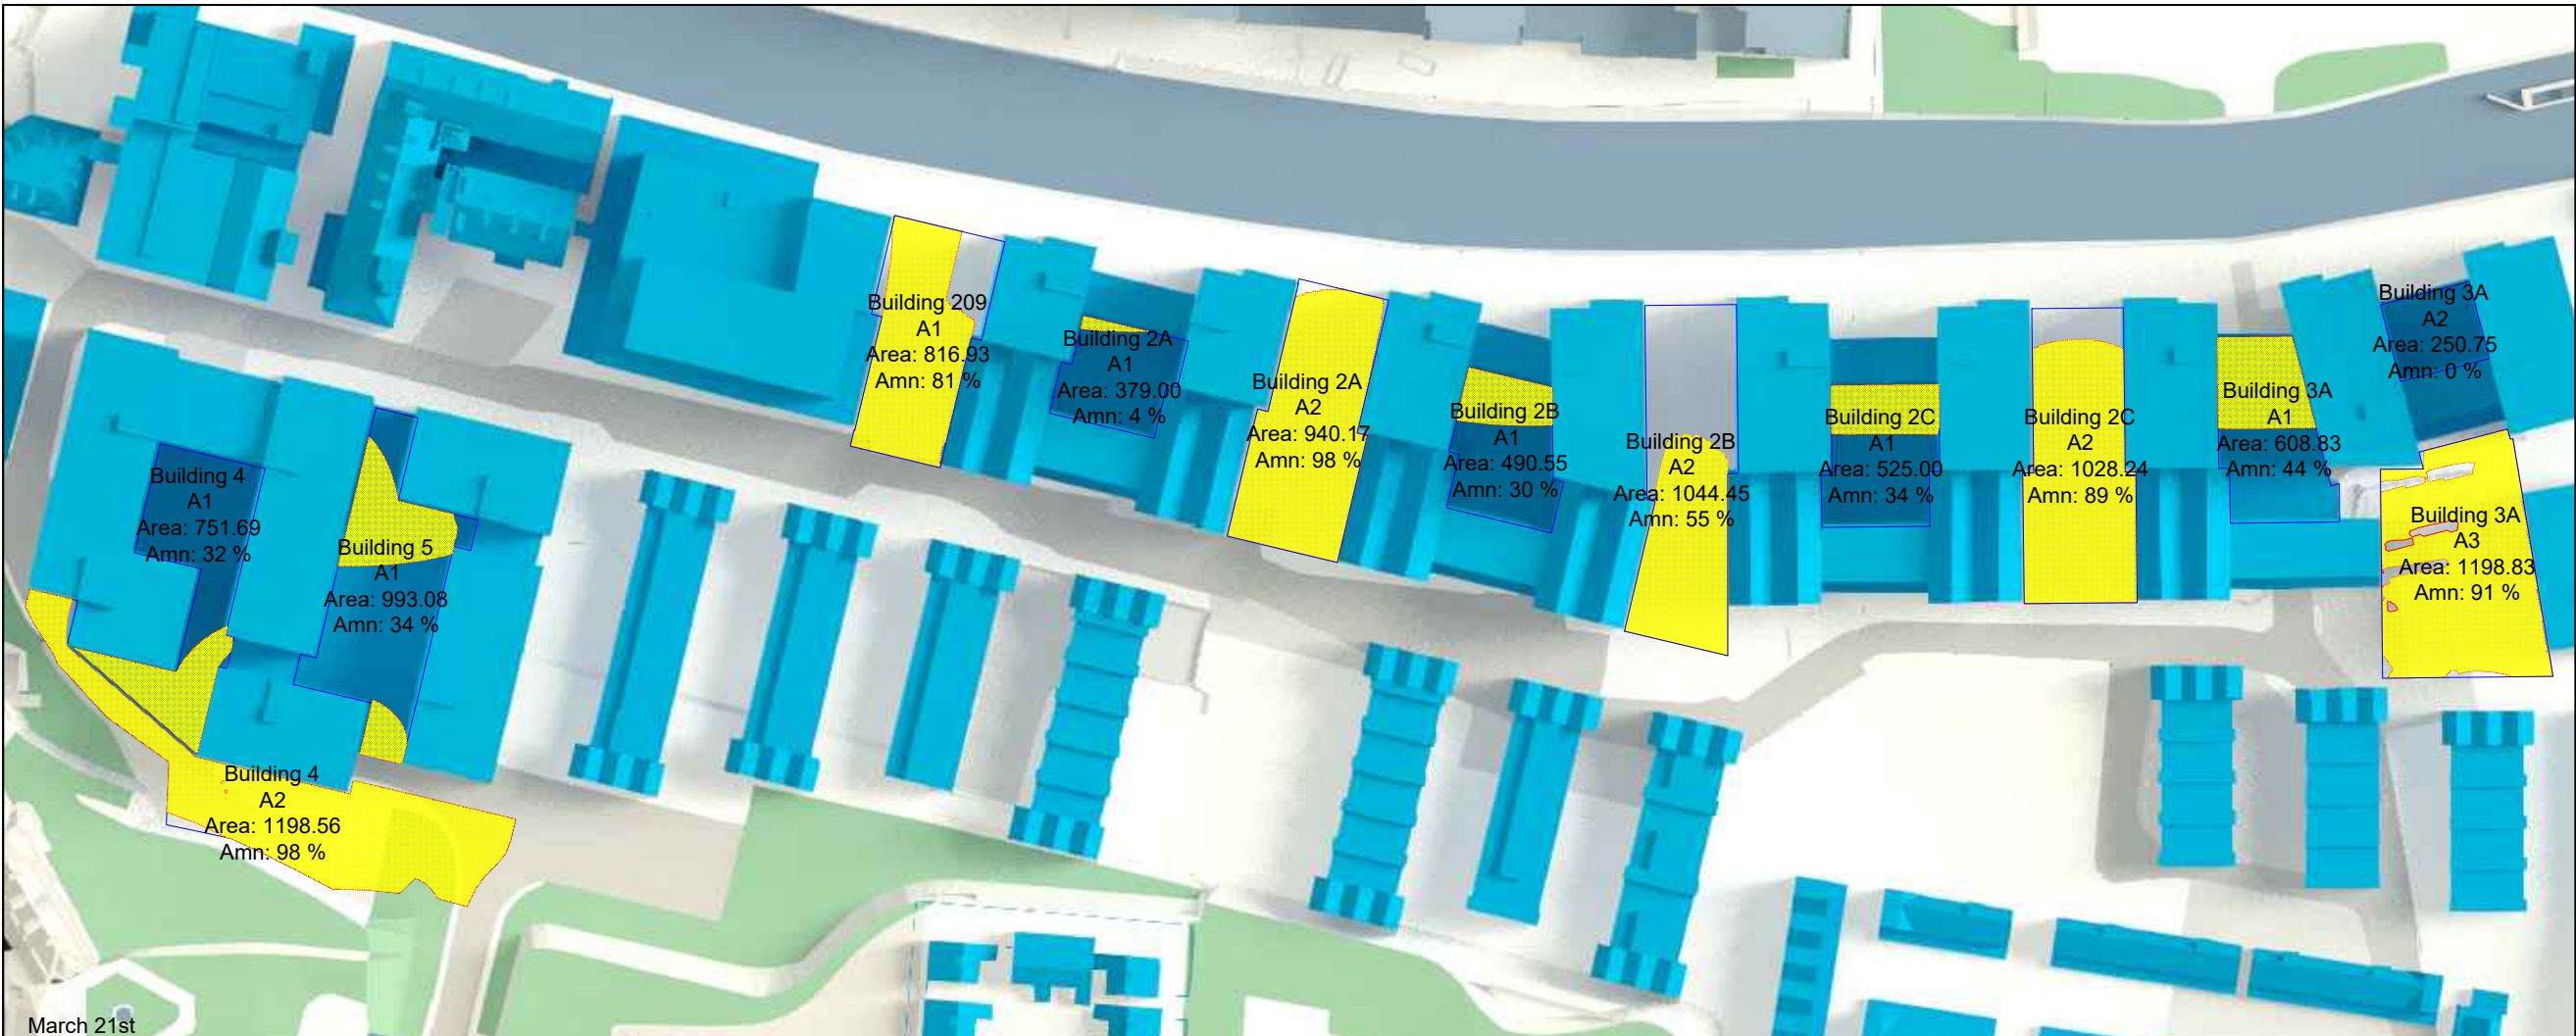 Building 209
A1
Area: 816.93
Amn: 81 %
Building 2A
A1
Area: 379.00
Amn: 4 %
Building 2A
A2
Area: 940.17
Amn: 98 %
Building 2B
A1
Area: 490.55
Amn: 30 %
Building 2B
A2
Area: 1044.45
Amn: 55 %
Building 2C
A1
Area: 525.00
Amn: 34 %
Building 2C
A2
Area: 1028.24
Amn: 89 %
Building 3A
A1
Area: 608.83
Amn: 44 %
Building 3A
A2
Area: 250.75
Amn: 0 %
Building 3A
A3
Area: 1198.83
Amn: 91 %
Building 4
A1
Area: 751.69
Amn: 32 %
Building 5
A1
Area: 993.08
Amn: 34 %
Building 4
A2
Area: 1198.56
Amn: 98 %
March 21st